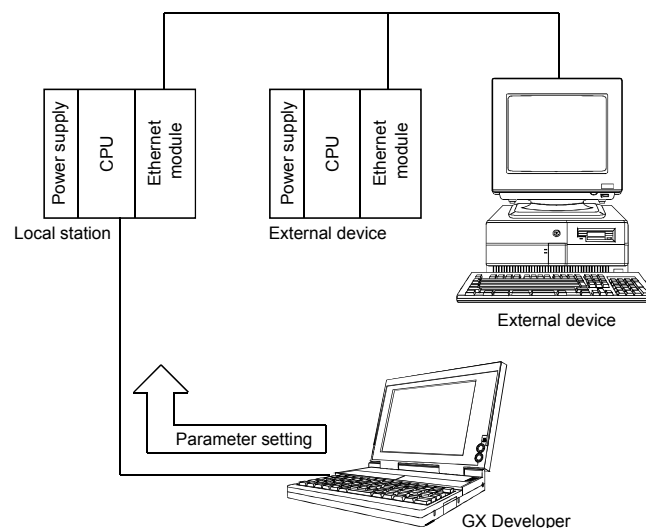 Power supply
CPU
Ethernet
module
Power supply
CPU
Ethernet
module
Local station
External device
External device
Parameter setting
GX Developer